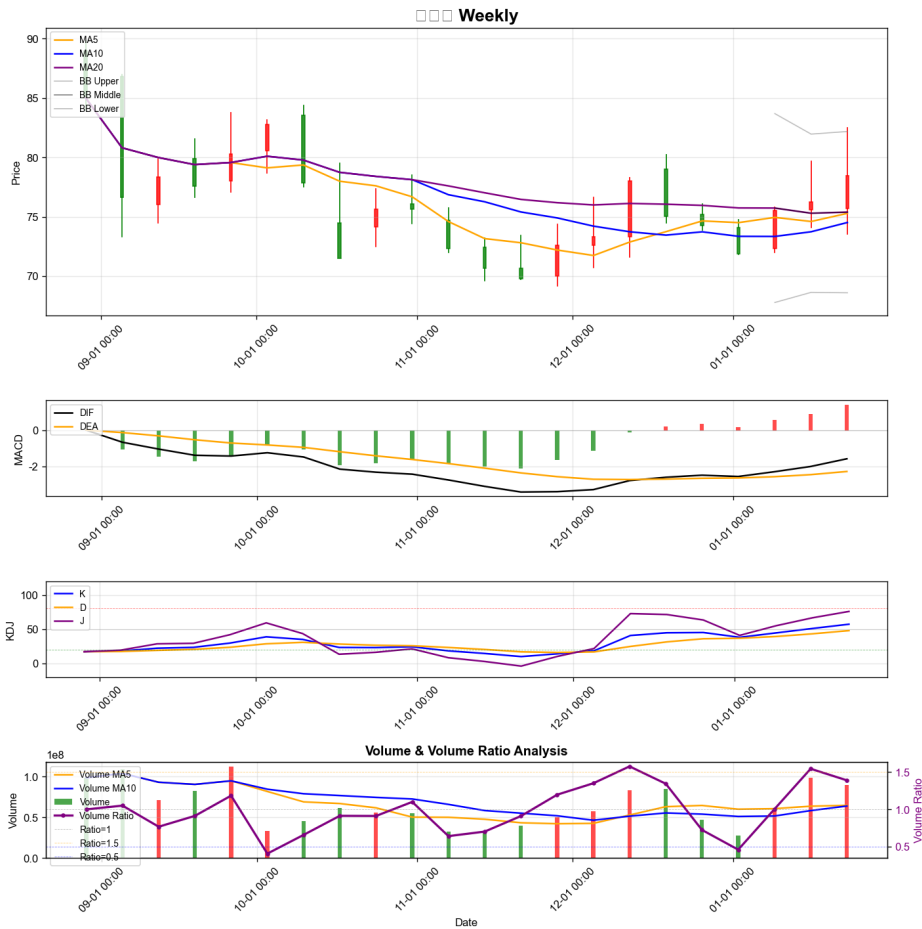 □□□ Weekly
MA5
MA10
MA20
BB Upper
BB Middle
BB Lower
90
85
80
75
70
Price
09-01 00:00
10-01 00:00
11-01 00:00
12-01 00:00
01-01 00:00
DIF
DEA
0
-2
MACD
09-01 00:00
10-01 00:00
11-01 00:00
12-01 00:00
01-01 00:00
K
D
J
100
50
0
KDJ
09-01 00:00
10-01 00:00
11-01 00:00
12-01 00:00
01-01 00:00
Volume & Volume Ratio Analysis
1e8
Volume MA5
Volume MA10
Volume
Volume Ratio
Ratio=1
Ratio=1.5
Ratio=0.5
1.0
0.5
0.0
Volume
1.5
1.0
0.5
Volume Ratio
09-01 00:00
10-01 00:00
11-01 00:00
12-01 00:00
01-01 00:00
Date